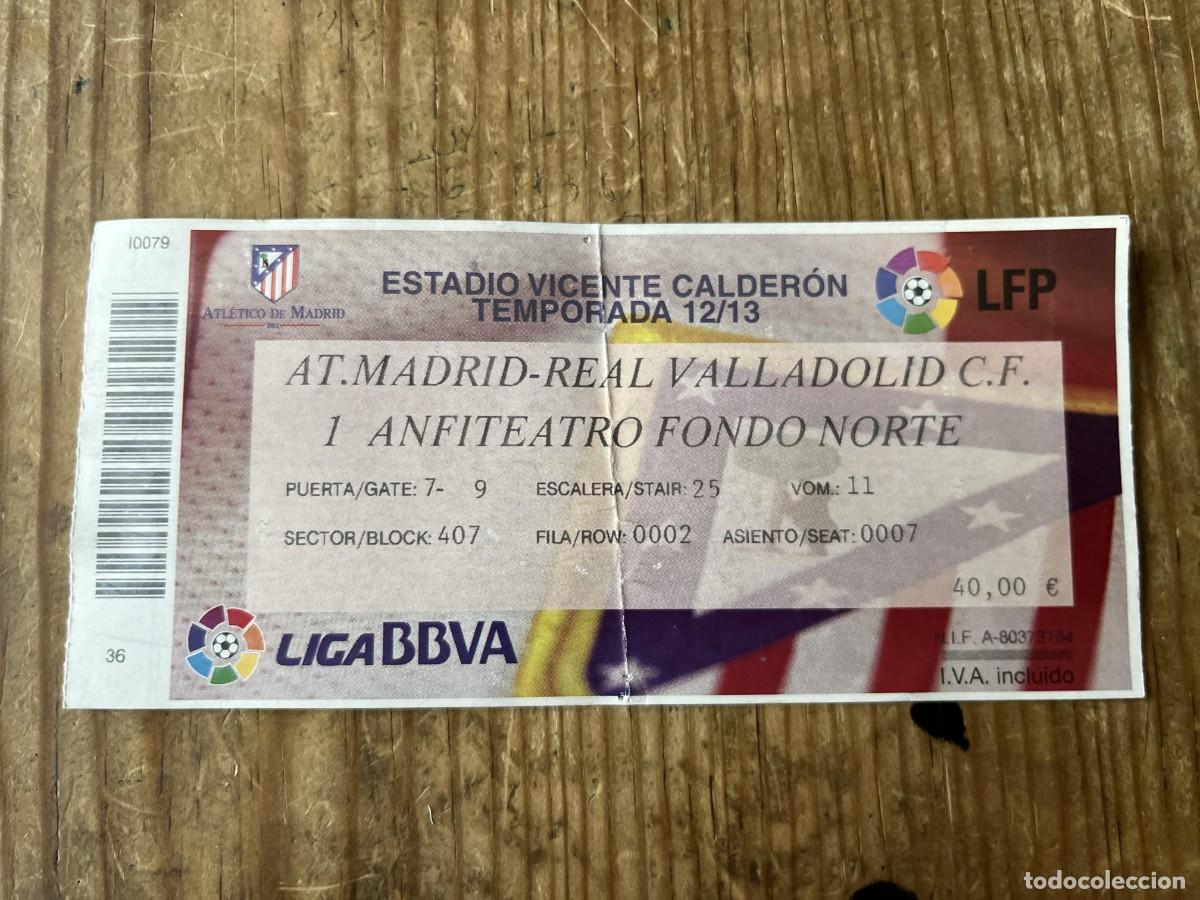 I0079
ATLÉTICO DE MADRID
ESTADIO VICENTE CALDERÓN
TEMPORADA 12/13
LFP
AT.MADRID-REAL VALLADOLID C.F.
1 ANFITEATRO FONDO NORTE
PUERTA/GATE: 7- 9 ESCALERA/STAIR: 25 VOM.: 11
SECTOR/BLOCK: 407 FILA/ROW: 0002 ASIENTO/SEAT: 0007
40,00 €
36
LIGA BBVA
N.I.F. A-80373764
I.V.A. incluido
todocoleccion